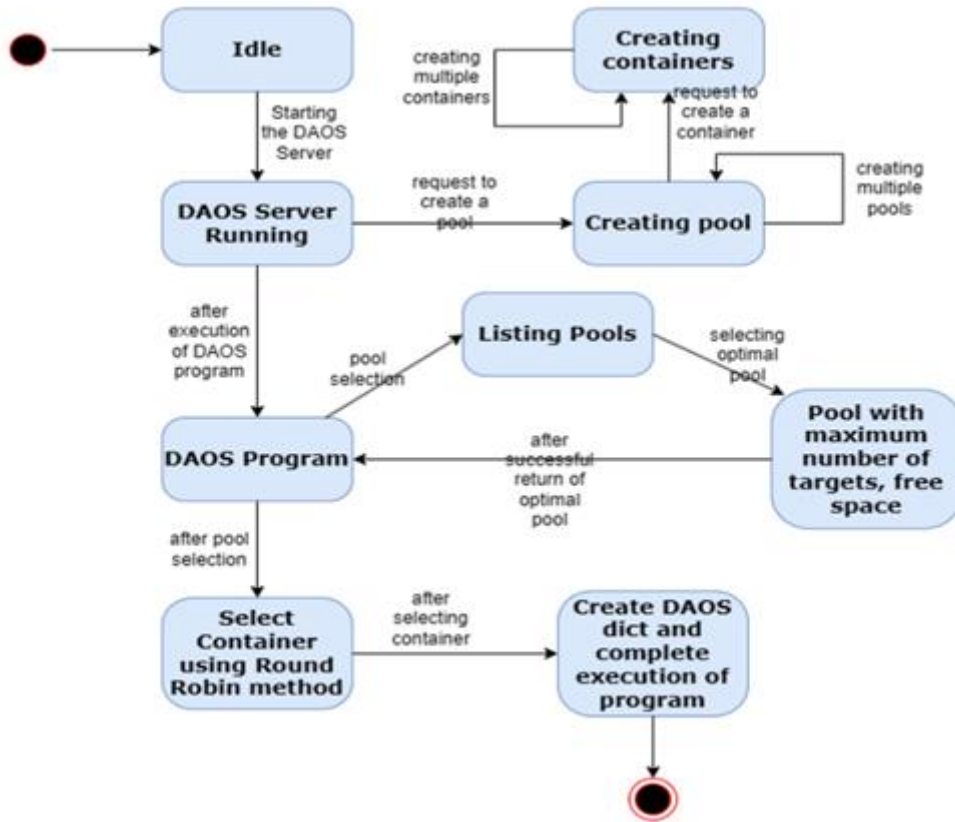 Idle
Creating
containers
creating
multiple
containers
request to
create a
container
Starting
the DAOS
Server
creating
multiple
pools
request to
create a
pool
DAOS Server
Running
Creating pool
after
execution
of DAOS
program
pool
selection
Listing Pools
selecting
optimal
pool
DAOS Program
after
successful
return of
optimal
pool
Pool with
maximum
number of
targets, free
space
after pool
selection
Select
Container
using Round
Robin method
after
selecting
container
Create DAOS
dict and
complete
execution of
program